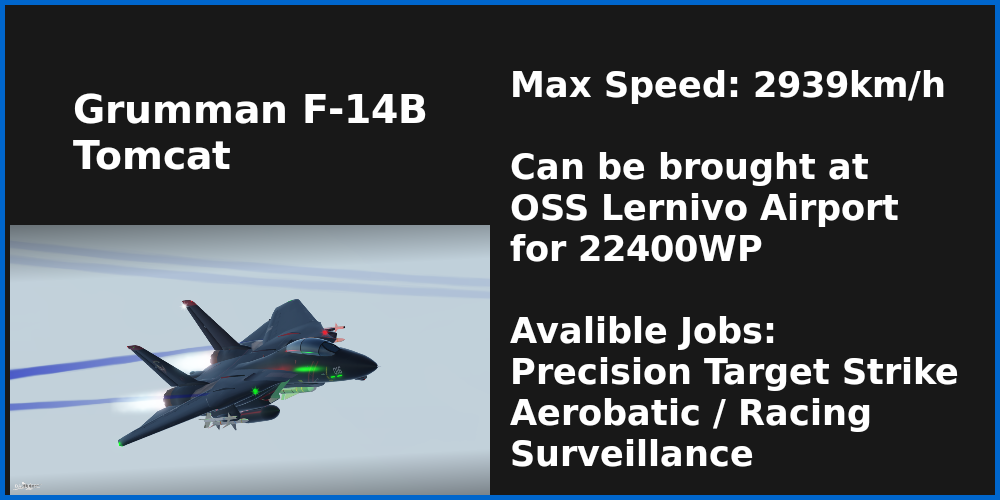 Grumman F-14B
Tomcat
Max Speed: 2939km/h
Can be brought at
OSS Lernivo Airport
for 22400WP
Avalible Jobs:
Precision Target Strike
Aerobatic / Racing
Surveillance